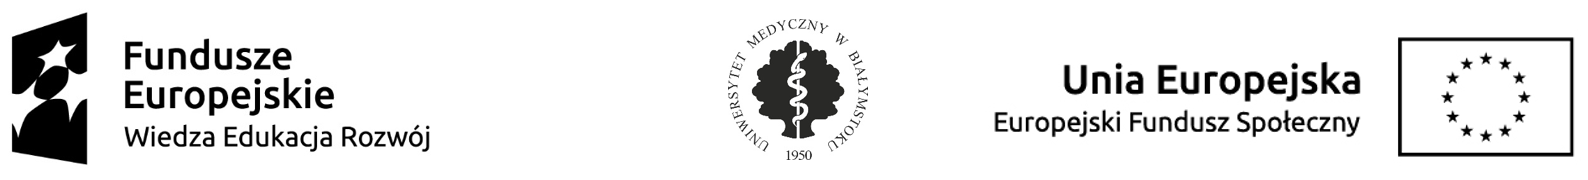 Fundusze
Europejskie
Wiedza Edukacja Rozwój
UNIWERSYTET MEDYCZNY W BIAŁYMSTOKU
1950
Unia Europejska
Europejski Fundusz Społeczny